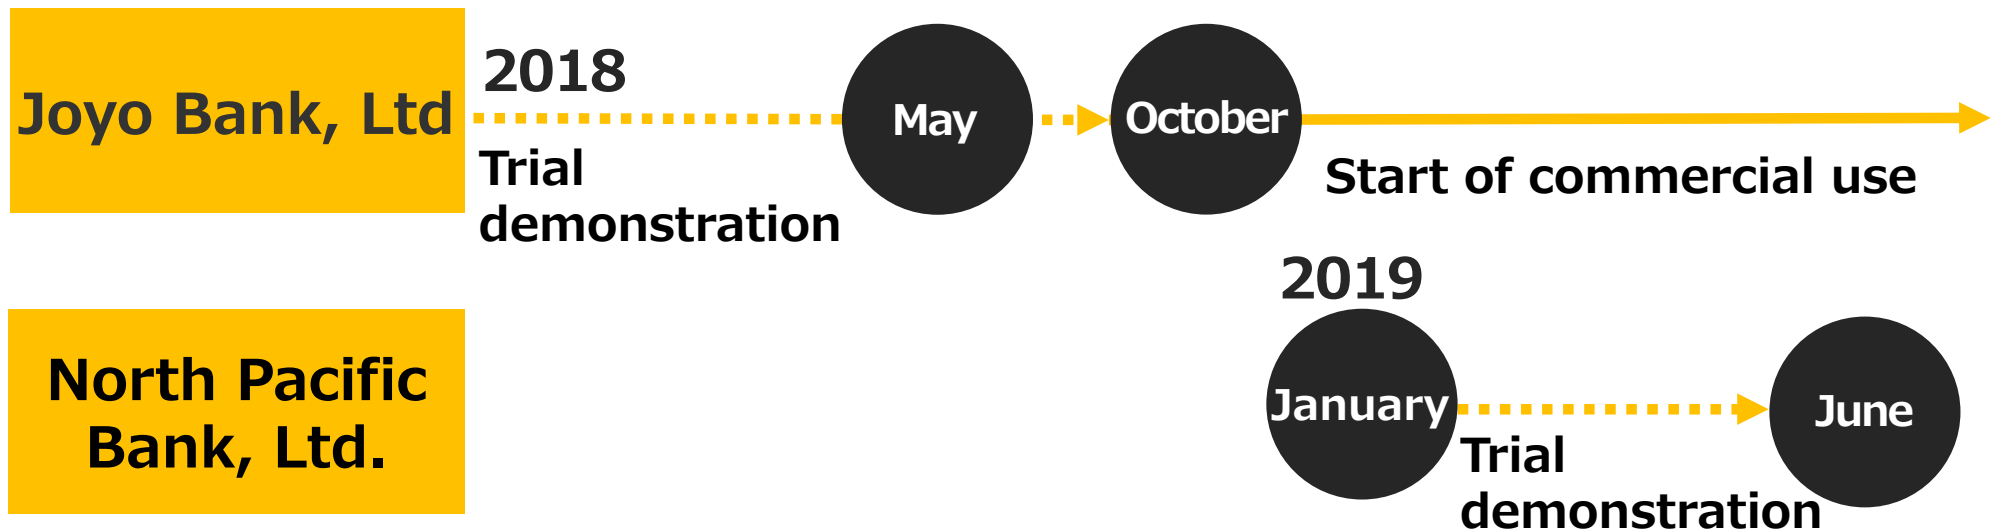 Joyo Bank, Ltd
2018
Trial
demonstration
May
October
Start of commercial use
North Pacific
Bank, Ltd.
2019
January
Trial
demonstration
June